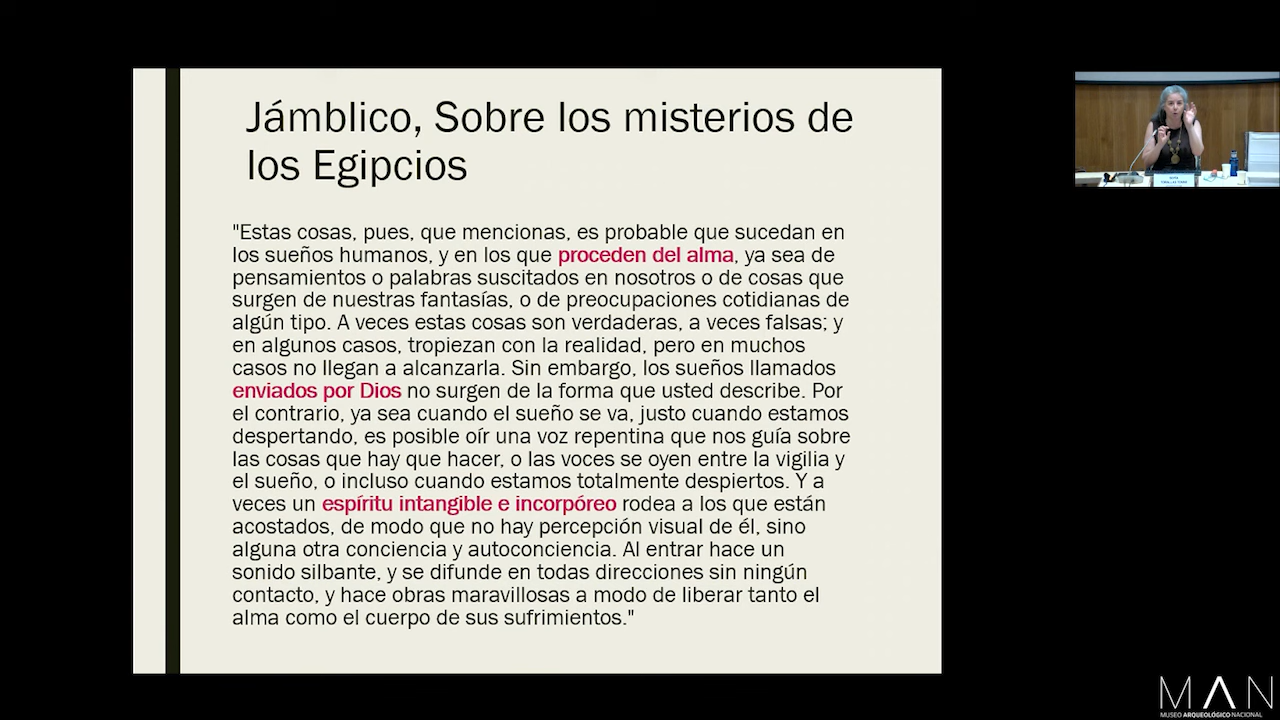 Jámblico, Sobre los misterios de
los Egipcios
"Estas cosas, pues, que mencionas, es probable que sucedan en
los sueños humanos, y en los que proceden del alma, ya sea de
pensamientos o palabras suscitados en nosotros o de cosas que
surgen de nuestras fantasías, o de preocupaciones cotidianas de
algún tipo. A veces estas cosas son verdaderas, a veces falsas; y
en algunos casos, tropiezan con la realidad, pero en muchos
casos no llegan a alcanzarla. Sin embargo, los sueños llamados
enviados por Dios no surgen de la forma que usted describe. Por
el contrario, ya sea cuando el sueño se va, justo cuando estamos
despertando, es posible oír una voz repentina que nos guía sobre
las cosas que hay que hacer, o las voces se oyen entre la vigilia y
el sueño, o incluso cuando estamos totalmente despiertos. Y a
veces un espíritu intangible e incorpóreo rodea a los que están
acostados, de modo que no hay percepción visual de él, sino
alguna otra conciencia y autoconciencia. Al entrar hace un
sonido silbante, y se difunde en todas direcciones sin ningún
contacto, y hace obras maravillosas a modo de liberar tanto el
alma como el cuerpo de sus sufrimientos."
MAN
MUSEO ARQUEOLÓGICO NACIONAL